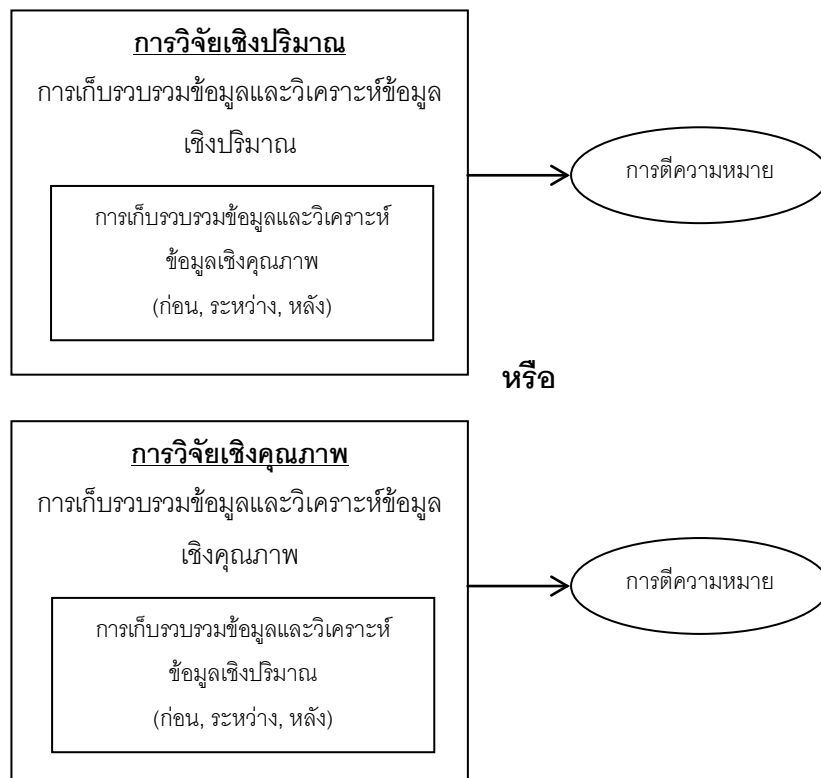 การวิจัยเชิงปริมาณ
การเก็บรวบรวมข้อมูลและวิเคราะห์ข้อมูล
เชิงปริมาณ
การเก็บรวบรวมข้อมูลและวิเคราะห์
ข้อมูลเชิงคุณภาพ
(ก่อน, ระหว่าง, หลัง)
การตีความหมาย
หรือ
การวิจัยเชิงคุณภาพ
การเก็บรวบรวมข้อมูลและวิเคราะห์ข้อมูล
เชิงคุณภาพ
การเก็บรวบรวมข้อมูลและวิเคราะห์
ข้อมูลเชิงปริมาณ
(ก่อน, ระหว่าง, หลัง)
การตีความหมาย